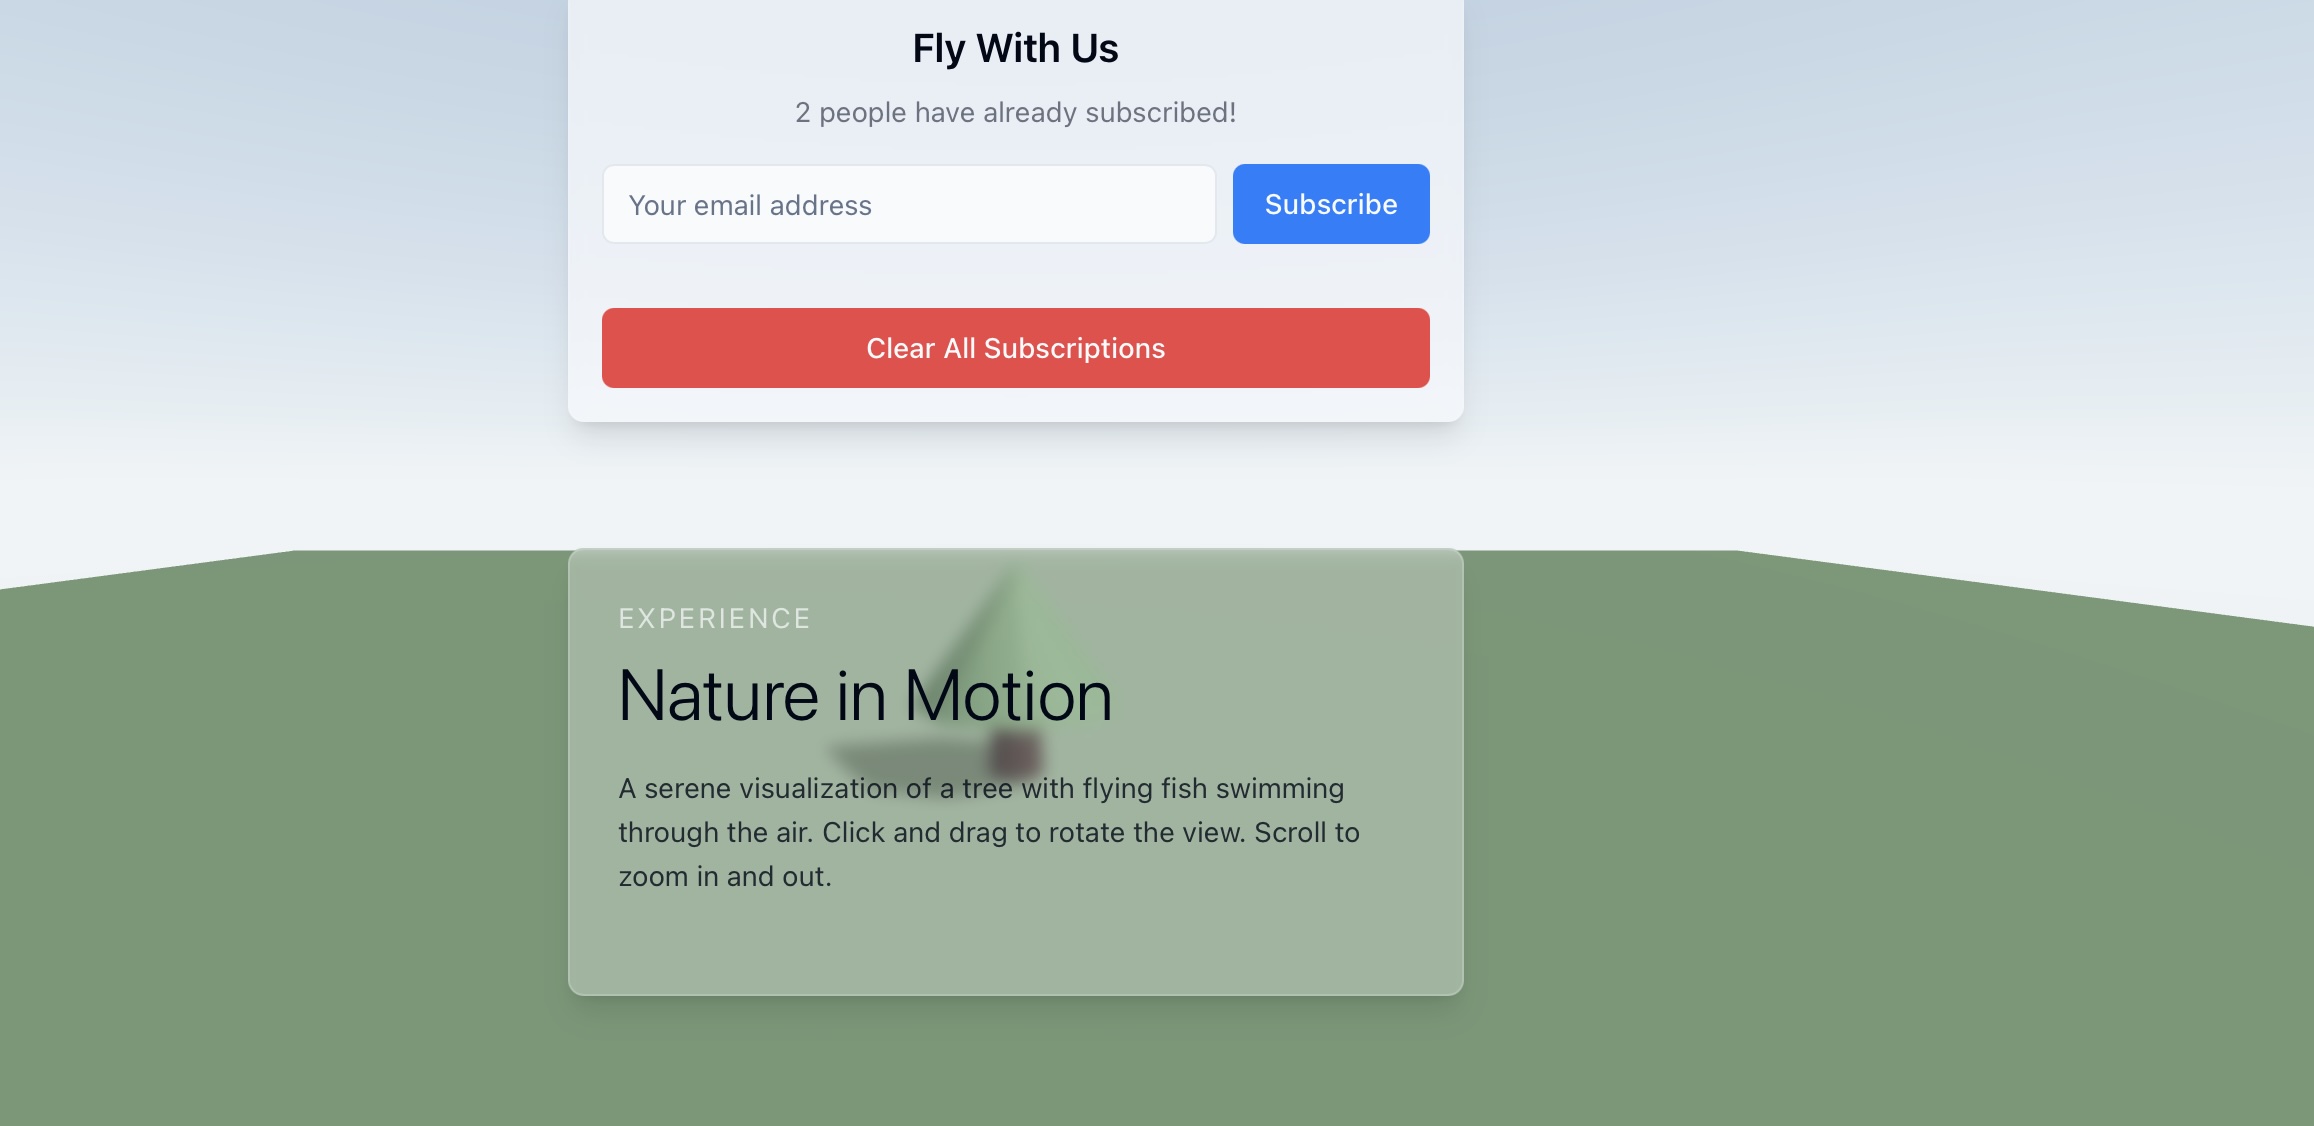 Fly With Us
2 people have already subscribed!
Your email address
Subscribe
Clear All Subscriptions
EXPERIENCE
Nature in Motion
A serene visualization of a tree with flying fish swimming
through the air. Click and drag to rotate the view. Scroll to
zoom in and out.